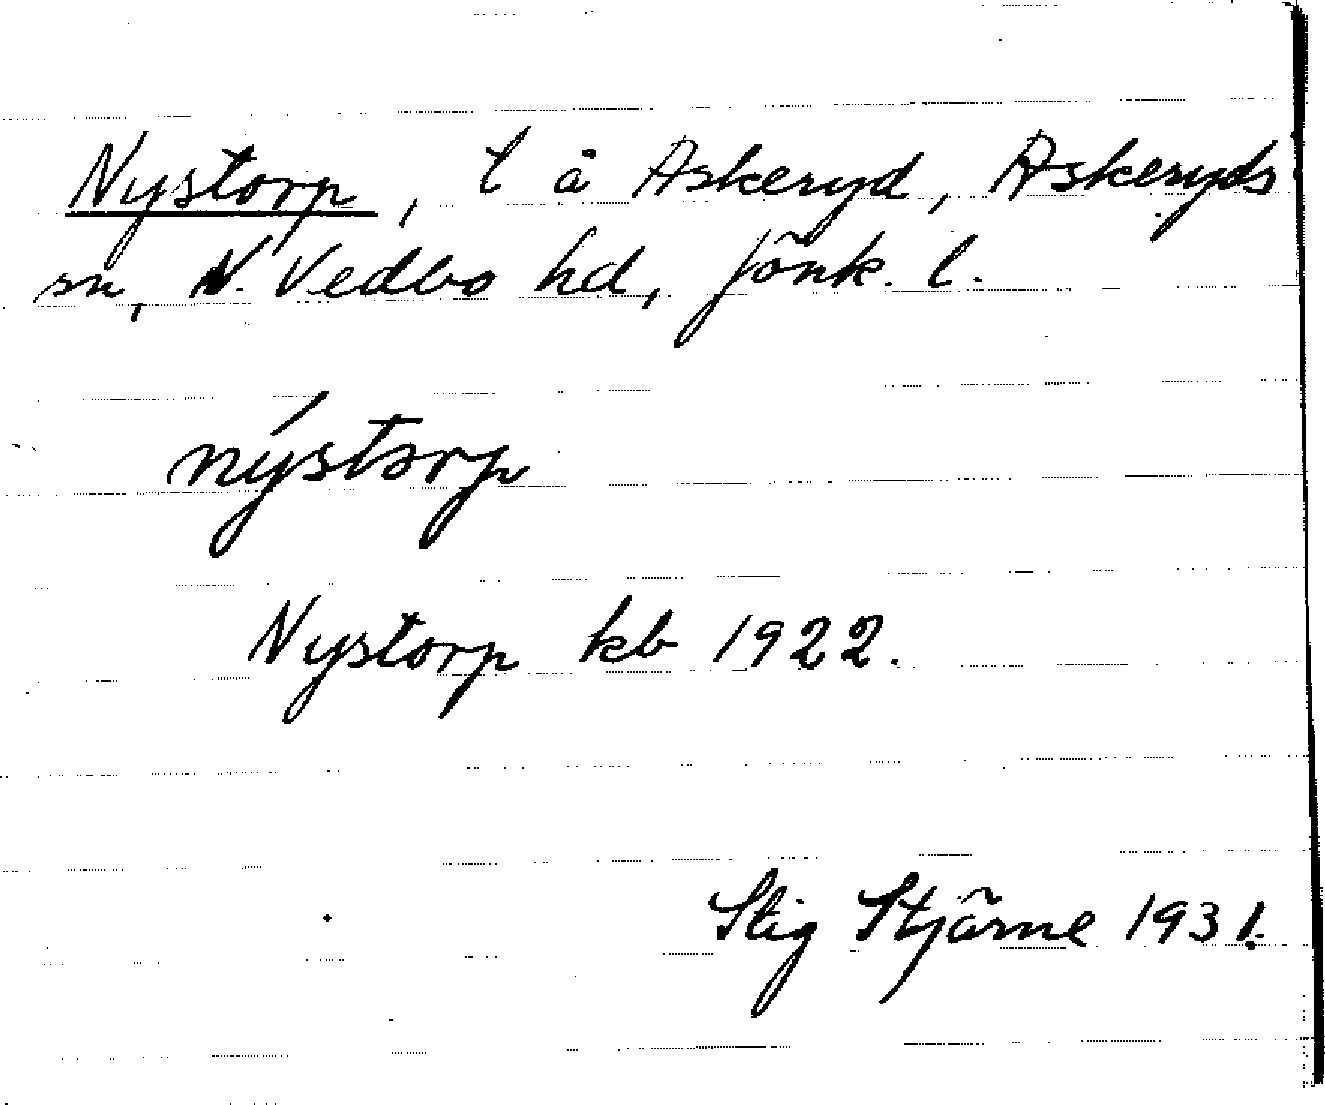 Nystorp, l å Askeryd, Askeryds
sn, N. Vedbo hd, Jönk. l.
nýstorp
Nystorp kb 1922.
Stig Stjärne 1931.